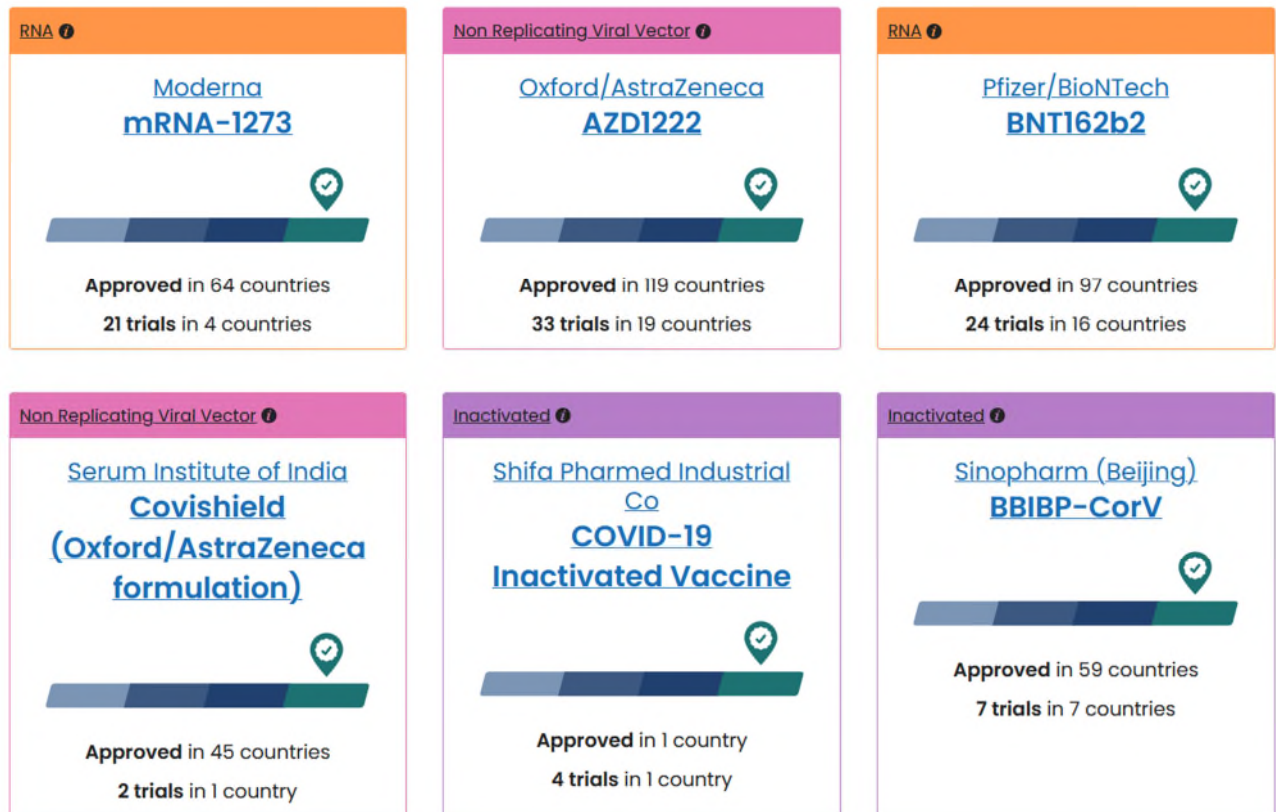 RNA
Moderna
mRNA-1273
Approved in 64 countries
21 trials in 4 countries
Non Replicating Viral Vector
Oxford/AstraZeneca
AZD1222
Approved in 119 countries
33 trials in 19 countries
RNA
Pfizer/BioNTech
BNT162b2
Approved in 97 countries
24 trials in 16 countries
Non Replicating Viral Vector
Serum Institute of India
Covishield
(Oxford/AstraZeneca
formulation)
Approved in 45 countries
2 trials in 1 country
Inactivated
Shifa Pharmed Industrial
Co
COVID-19
Inactivated Vaccine
Approved in 1 country
4 trials in 1 country
Inactivated
Sinopharm (Beijing)
BBIBP-CorV
Approved in 59 countries
7 trials in 7 countries